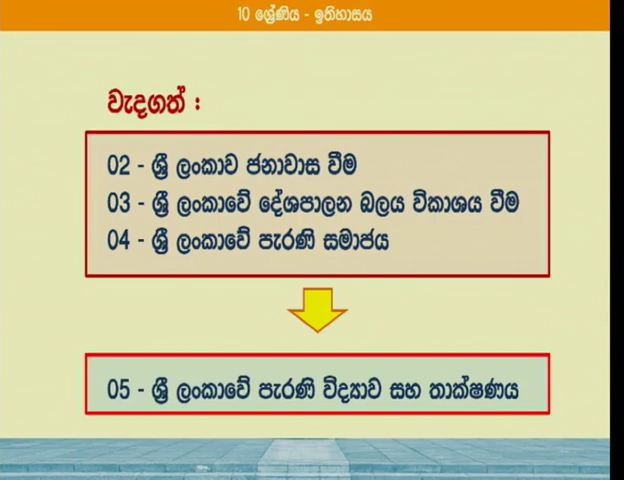 10 ශ්‍රේණිය - ඉතිහාසය
වැදගත් :
02 - ශ්‍රී ලංකාව ජනාවාස වීම
03 - ශ්‍රී ලංකාවේ දේශපාලන බලය විකාශය වීම
04 - ශ්‍රී ලංකාවේ පැරණි සමාජය
05 - ශ්‍රී ලංකාවේ පැරණි විද්‍යාව සහ තාක්ෂණය